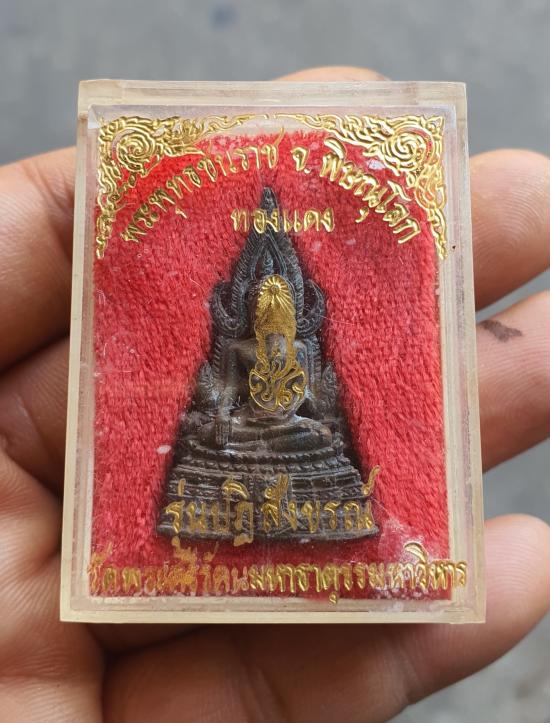 พระพุทธชินราช จ.พิษณุโลก
ทองแดง
รุ่นปฏิสังขรณ์
วัดพระศรีรัตนมหาธาตุวรมหาวิหาร